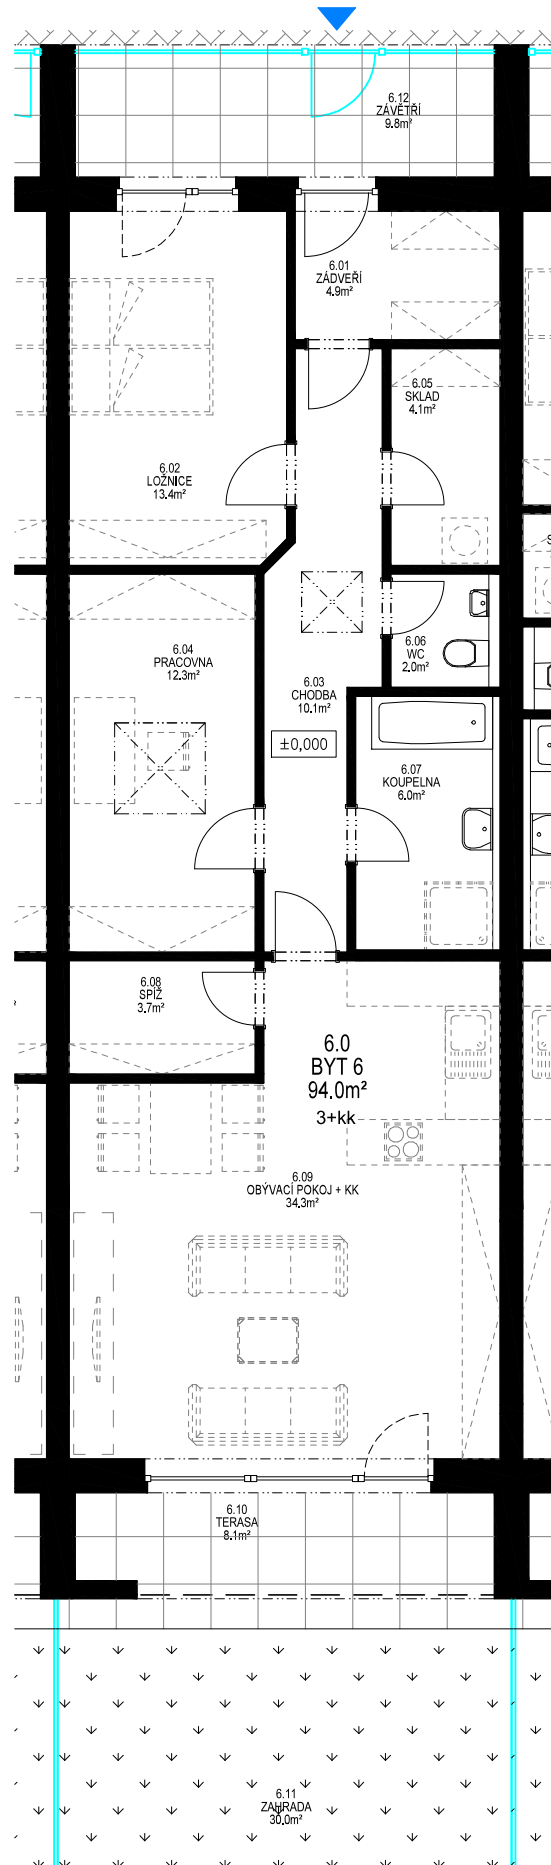 6.12
ZÁVĚTŘÍ
9.8m²
6.01
ZÁDVEŘÍ
4.9m²
6.05
SKLAD
4.1m²
6.02
LOŽNICE
13.4m²
6.04
PRACOVNA
12.3m²
6.06
WC
2.0m²
6.03
CHODBA
10.1m²
±0,000
6.07
KOUPELNA
6.0m²
6.08
SPÍŽ
3.7m²
6.0
BYT 6
94.0m²
3+kk
6.09
OBÝVACÍ POKOJ + KK
34.3m²
6.10
TERASA
8.1m²
6.11
ZAHRADA
30.0m²